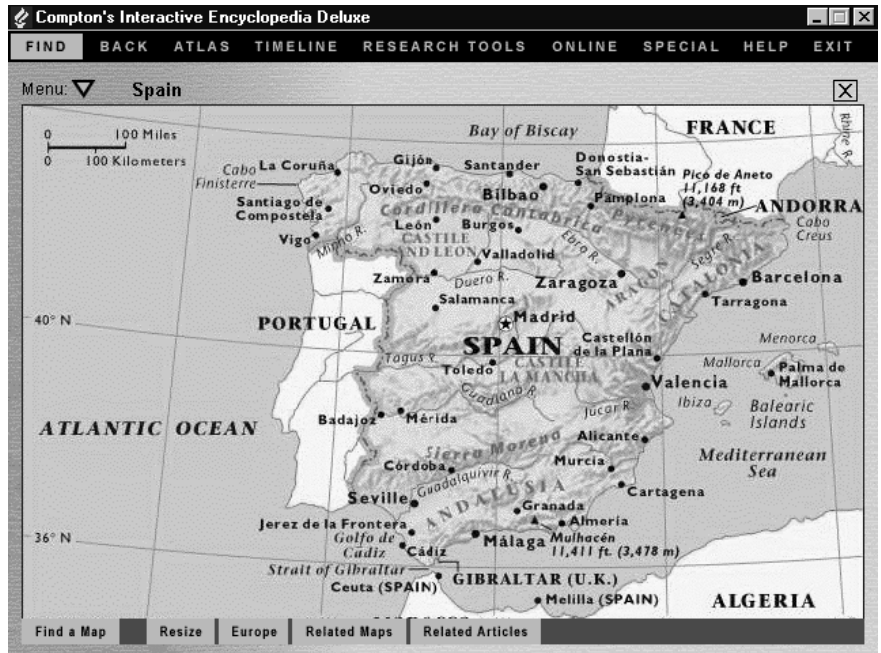 Compton's Interactive Encyclopedia Deluxe
FIND BACK ATLAS TIMELINE RESEARCH TOOLS ONLINE SPECIAL HELP EXIT
Menu: Spain
0 100 Miles
0 100 Kilometers
Bay of Biscay
FRANCE
Rhine R.
Cabo
Finisterre
La Coruña
Gijón
Santander
Donostia-
San Sebastián
Pico de Aneto
11,168 ft
(3,404 m)
Oviedo
Bilbao
Pamplona
ANDORRA
Santiago de
Compostela
Cordillera Cantabrica
Pyrenees
Cabo
Creus
León
Burgos
Vigo
Minho R.
CASTILE
AND LEON
Ebro R.
Segre R.
CATALONIA
Valladolid
Zamora
Duero R.
Zaragoza
ARAGON
Barcelona
Salamanca
Tarragona
40° N
PORTUGAL
Madrid
SPAIN
Castellón
de la Plana
Menorca
Tagus R.
Toledo
CASTILE
LA MANCHA
Mallorca
Palma de
Mallorca
Guadiana R.
Valencia
Ibiza
Balearic
Islands
Jucar R.
Badajoz
Mérida
ATLANTIC OCEAN
Sierra Morena
Alicante
Mediterranean
Sea
Córdoba
Murcia
Guadalquivir R.
Seville
ANDALUSIA
Cartagena
Granada
Jerez de la Frontera
Almeria
36° N
Golfo de
Cádiz
Cádiz
Málaga
Mulhacén
11,411 ft. (3,478 m)
Strait of Gibraltar
GIBRALTAR (U.K.)
Ceuta (SPAIN)
Melilla (SPAIN)
ALGERIA
Find a Map Resize Europe Related Maps Related Articles